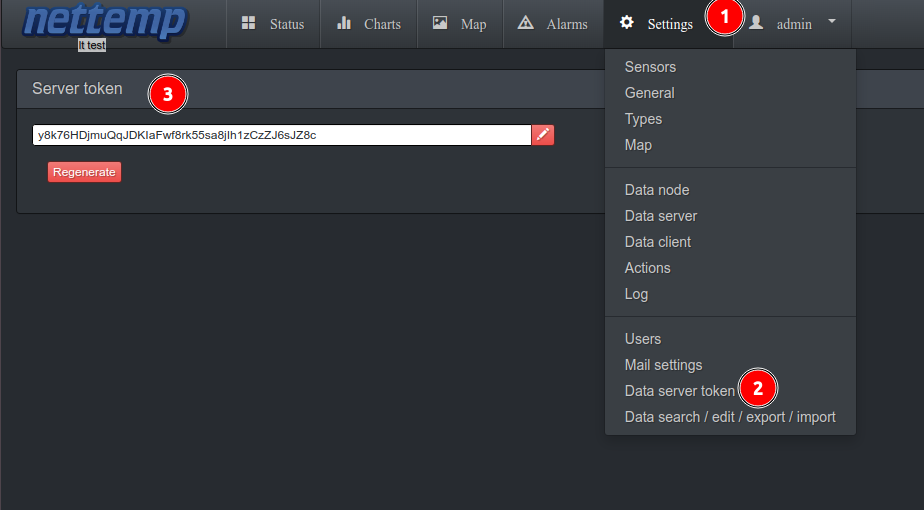 nettemp
lt test
Status
Charts
Map
Alarms
Settings
1
admin
Server token
3
y8k76HDjmuQqJDKIaFwf8rk55sa8jIh1zCzZJ6sJZ8c
Regenerate
Sensors
General
Types
Map
Data node
Data server
Data client
Actions
Log
Users
Mail settings
Data server token
2
Data search / edit / export / import